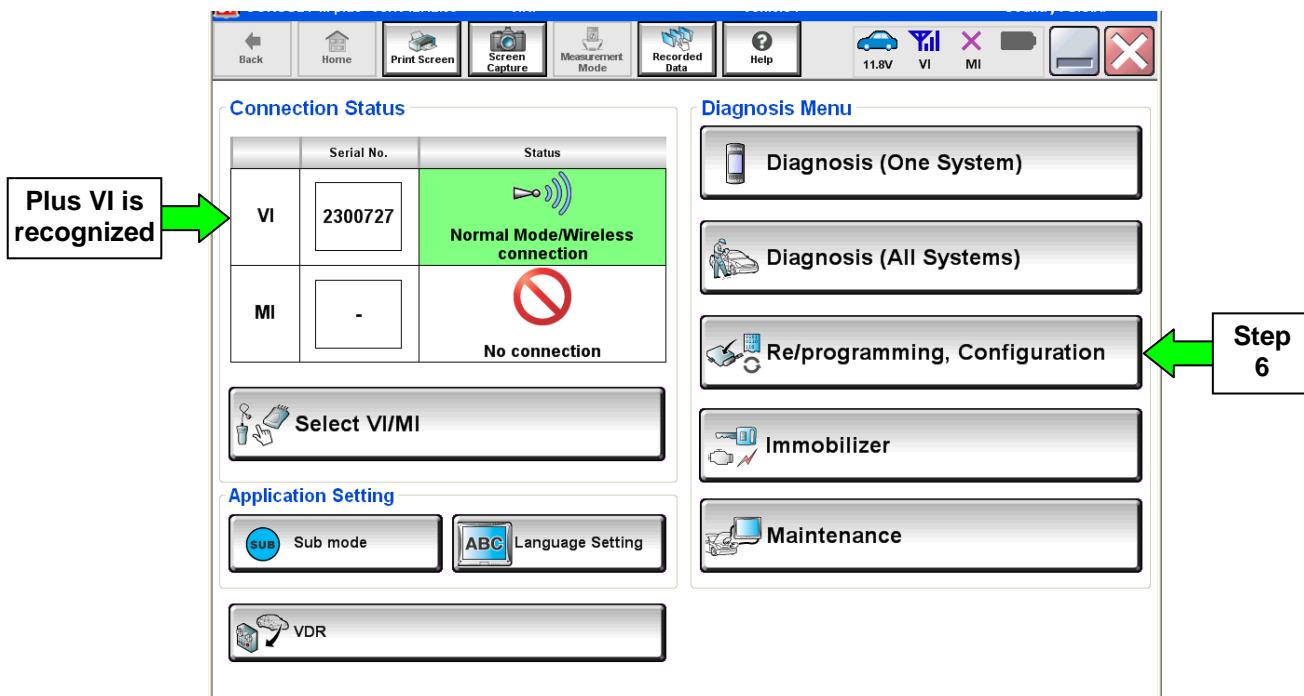 Back
Home
Print Screen
Screen
Capture
Measurement
Mode
Recorded
Data
Help
11.8V
VI
MI
Connection Status
Diagnosis Menu
Serial No.
Status
Plus VI is
recognized
VI
2300727
Normal Mode/Wireless
connection
MI
-
No connection
Select VI/MI
Application Setting
SUB
Sub mode
ABC
Language Setting
VDR
Diagnosis (One System)
Diagnosis (All Systems)
Re/programming, Configuration
Step
6
Immobilizer
Maintenance